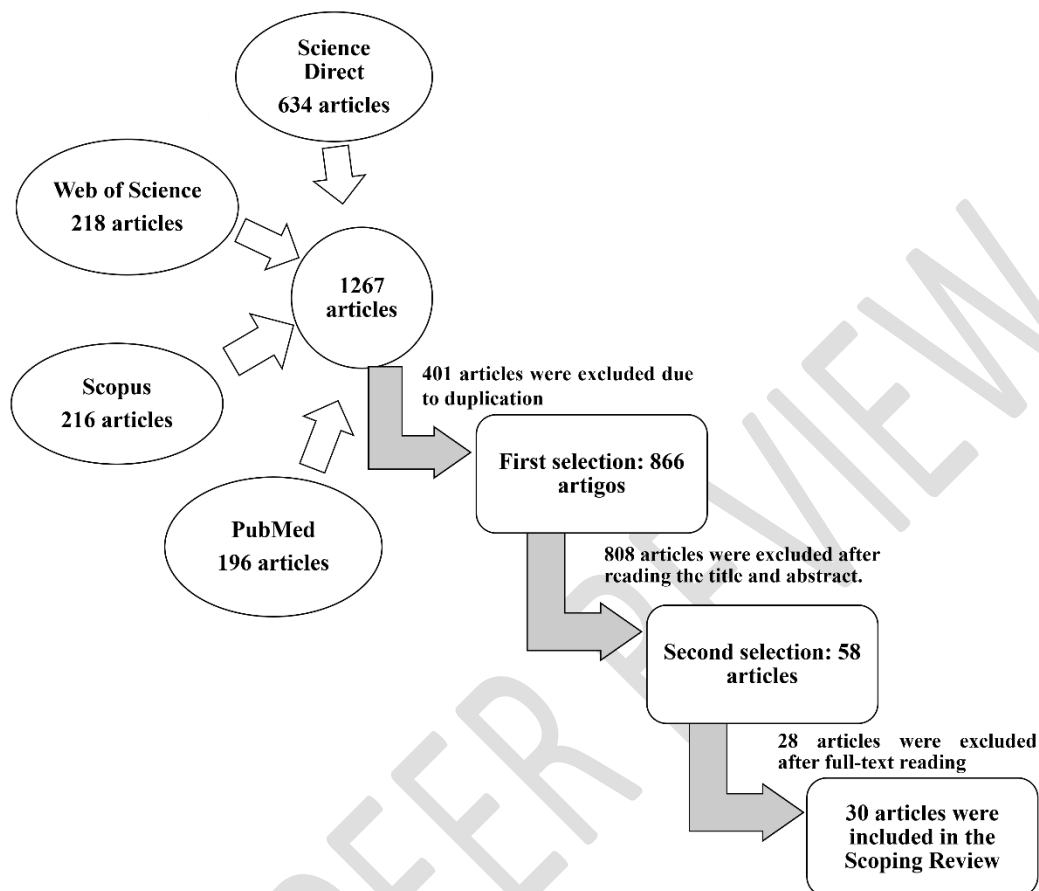 Science
Direct
634 articles
Web of Science
218 articles
1267
articles
Scopus
216 articles
PubMed
196 articles
401 articles were excluded due
to duplication
First selection: 866
artigos
808 articles were excluded after
reading the title and abstract.
Second selection: 58
articles
28 articles were excluded
after full-text reading
30 articles were
included in the
Scoping Review
EER REVIEW